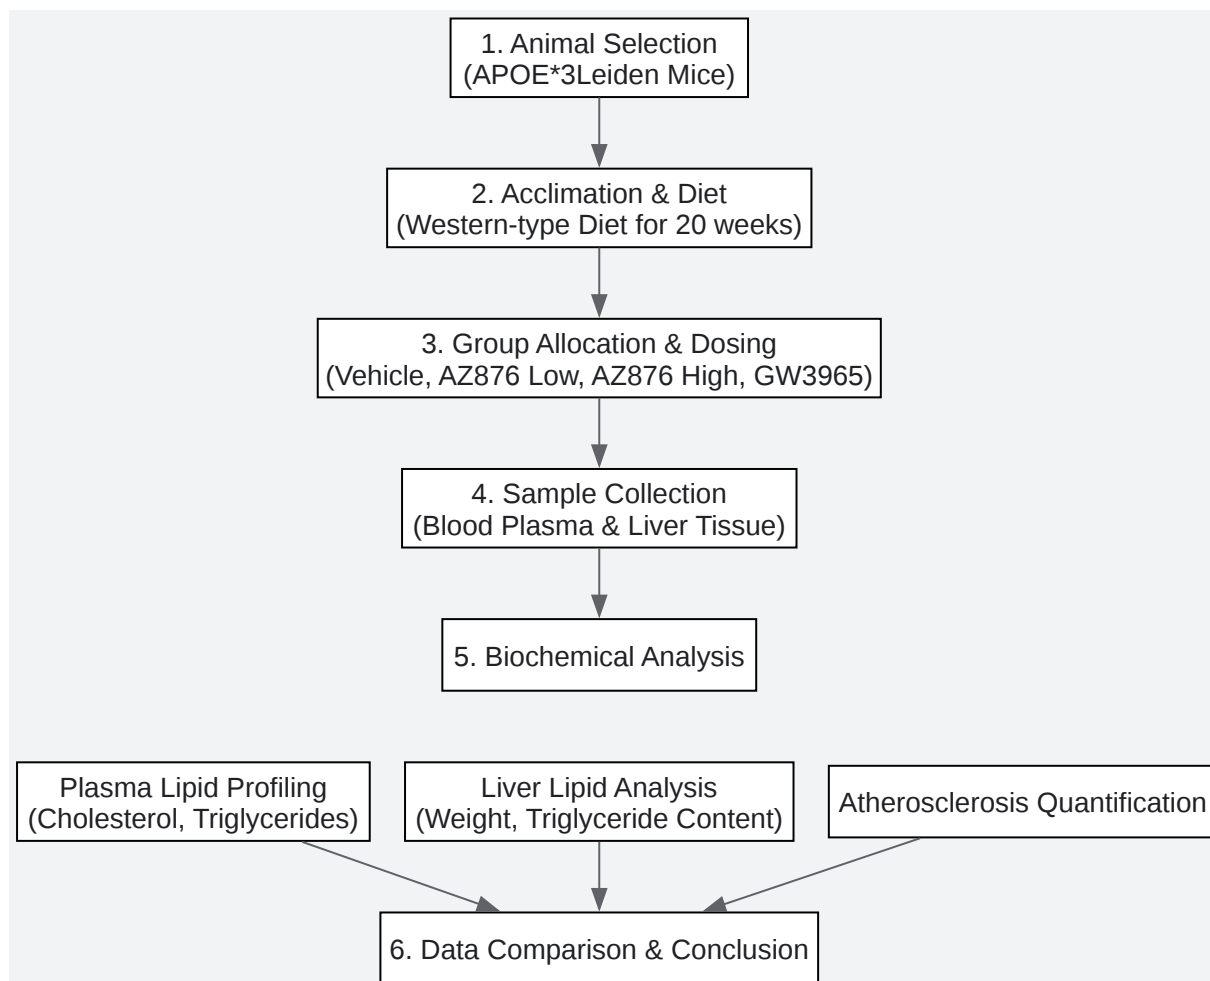 1. Animal Selection
(APOE*3Leiden Mice)
2. Acclimation & Diet
(Western-type Diet for 20 weeks)
3. Group Allocation & Dosing
(Vehicle, AZ876 Low, AZ876 High, GW3965)
4. Sample Collection
(Blood Plasma & Liver Tissue)
5. Biochemical Analysis
Plasma Lipid Profiling
(Cholesterol, Triglycerides)
Liver Lipid Analysis
(Weight, Triglyceride Content)
Atherosclerosis Quantification
6. Data Comparison & Conclusion